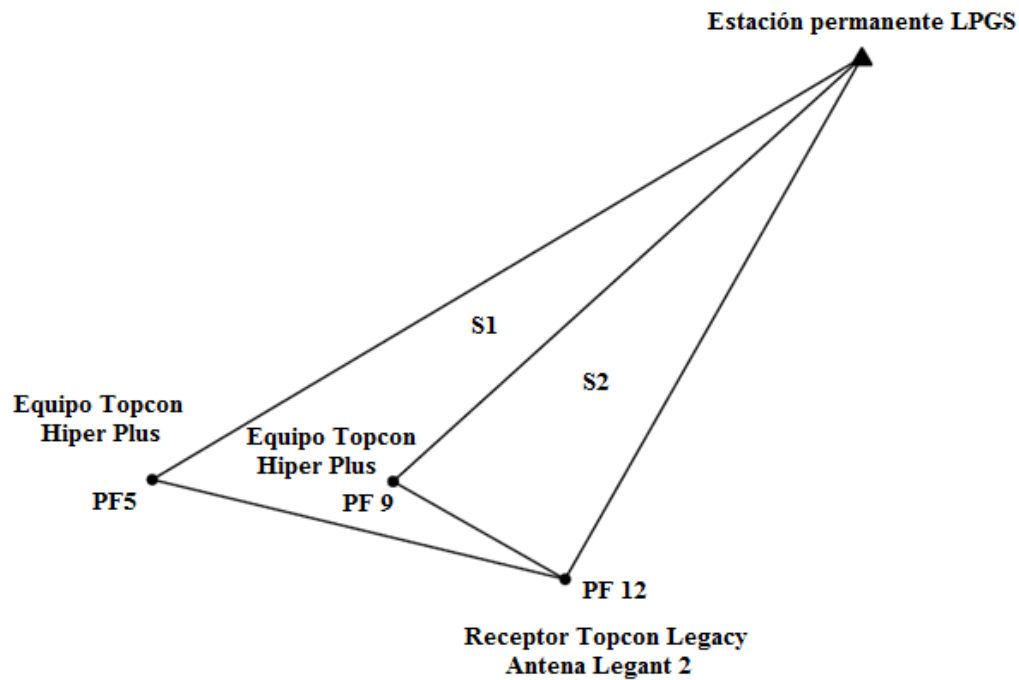 Estación permanente LPGS
S1
S2
Equipo Topcon
Hiper Plus
Equipo Topcon
Hiper Plus
PF5
PF 9
PF 12
Receptor Topcon Legacy
Antena Legant 2